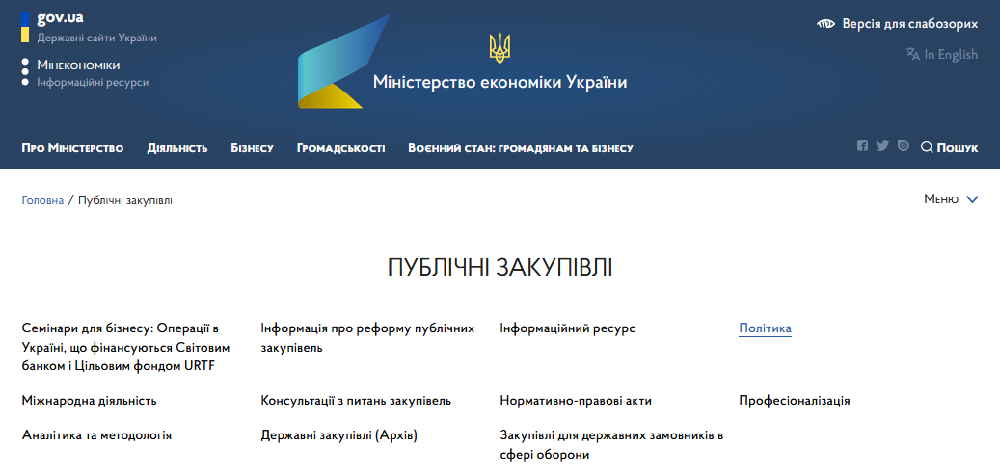 gov.ua
Державні сайти України
Мінекономіки
Інформаційні ресурси
Міністерство економіки України
Версія для слабозорих
In English
Про Міністерство Діяльність Бізнесу Громадськості Воєнний стан: громадянам та бізнесу
Пошук
Головна / Публічні закупівлі
Меню
ПУБЛІЧНІ ЗАКУПІВЛІ
Семінари для бізнесу: Операції в
Україні, що фінансуються Світовим
банком і Цільовим фондом URTF
Інформація про реформу публічних
закупівель
Інформаційний ресурс
Політика
Міжнародна діяльність
Консультації з питань закупівель
Нормативно-правові акти
Професіоналізація
Аналітика та методологія
Державні закупівлі (Архів)
Закупівлі для державних замовників в
сфері оборони